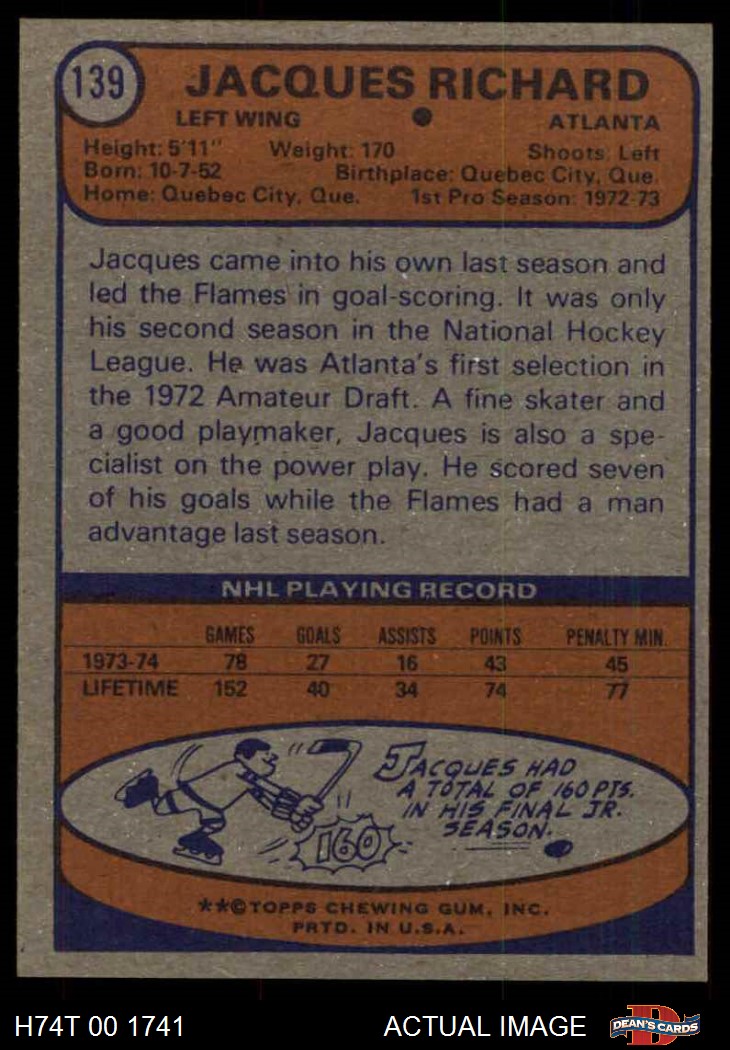 139
JACQUES RICHARD
LEFT WING ● ATLANTA
Height: 5'11" Weight: 170 Shoots: Left
Born: 10-7-52 Birthplace: Quebec City, Que.
Home: Quebec City, Que. 1st Pro Season: 1972-73
Jacques came into his own last season and
led the Flames in goal-scoring. It was only
his second season in the National Hockey
League. He was Atlanta's first selection in
the 1972 Amateur Draft. A fine skater and
a good playmaker, Jacques is also a spe-
cialist on the power play. He scored seven
of his goals while the Flames had a man
advantage last season.
NHL PLAYING RECORD
GAMES GOALS ASSISTS POINTS PENALTY MIN.
1973-74 78 27 16 43 45
LIFETIME 152 40 34 74 77
JACQUES HAD
A TOTAL OF 160 PTS.
IN HIS FINAL JR.
SEASON.
160
**©TOPPS CHEWING GUM, INC.
PRTD. IN U.S.A.
H74T 00 1741 ACTUAL IMAGE
D
DEAN'S CARDS